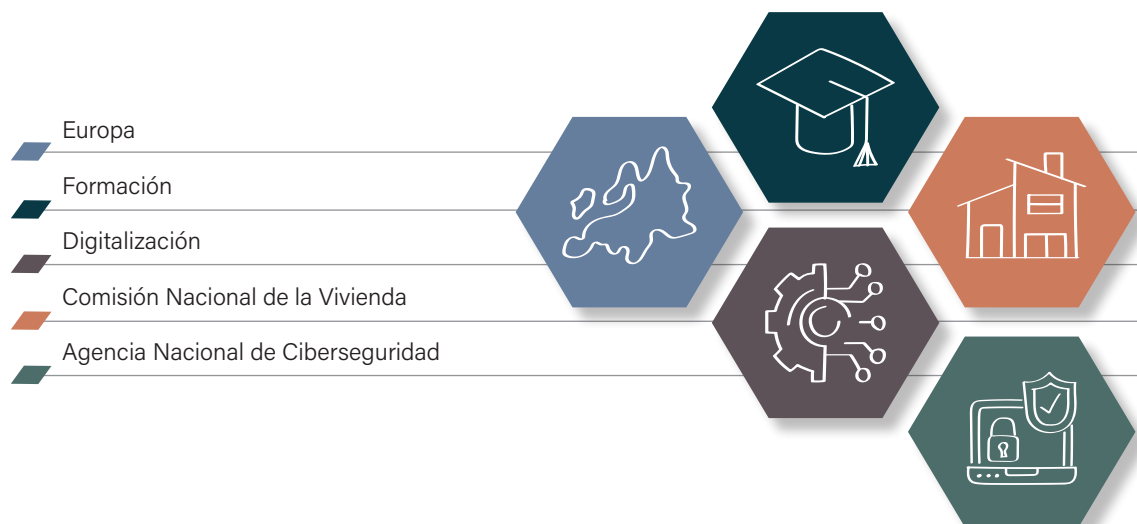 Europa
Formación
Digitalización
Comisión Nacional de la Vivienda
Agencia Nacional de Ciberseguridad